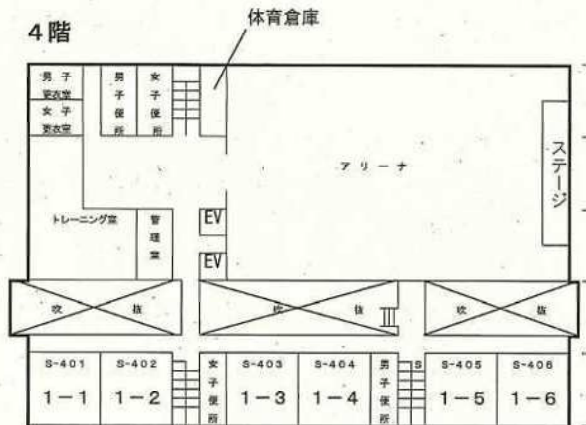 体育倉庫
4階
男子
更衣室
女子
更衣室
男子便所
女子便所
アリーナ
ステージ
トレーニング室
管理室
EV
EV
吹抜
吹抜
吹抜
S-401
1-1
S-402
1-2
女子便所
S-403
1-3
S-404
1-4
男子便所
S
S-405
1-5
S-406
1-6